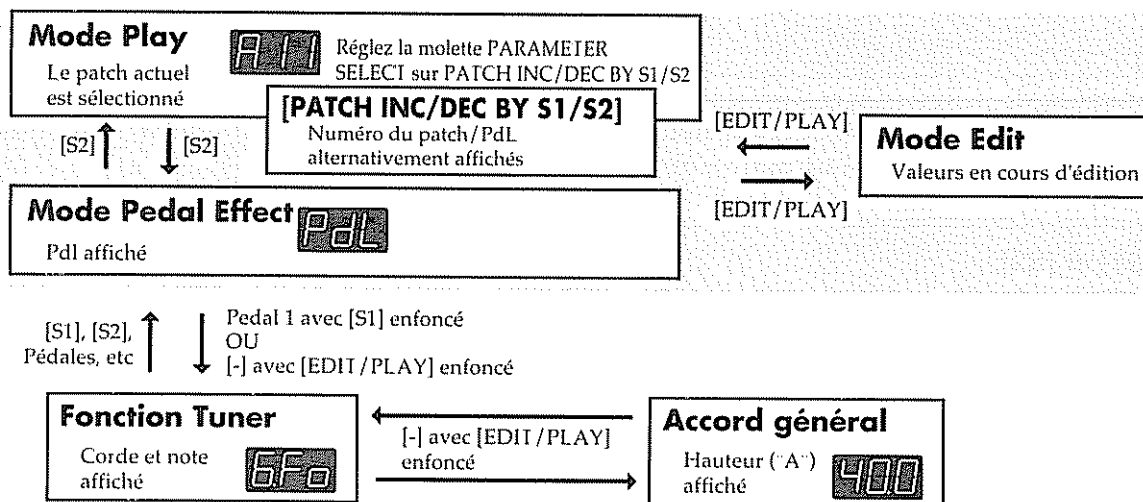 Mode Play
A11
Réglez la molette PARAMETER
SELECT sur PATCH INC/DEC BY S1/S2
Le patch actuel
est sélectionné
[PATCH INC/DEC BY S1/S2]
Numéro du patch/PdL
alternativement affichés
[S2]
[S2]
[EDIT/PLAY]
[EDIT/PLAY]
Mode Edit
Valeurs en cours d'édition
Mode Pedal Effect
PdL
Pdl affiché
[S1], [S2],
Pédales, etc
Pedal 1 avec [S1] enfoncé
OU
[-] avec [EDIT/PLAY] enfoncé
Fonction Tuner
Corde et note
affiché
6Fo
[-] avec [EDIT/PLAY]
enfoncé
Accord général
Hauteur ("A")
affiché
400